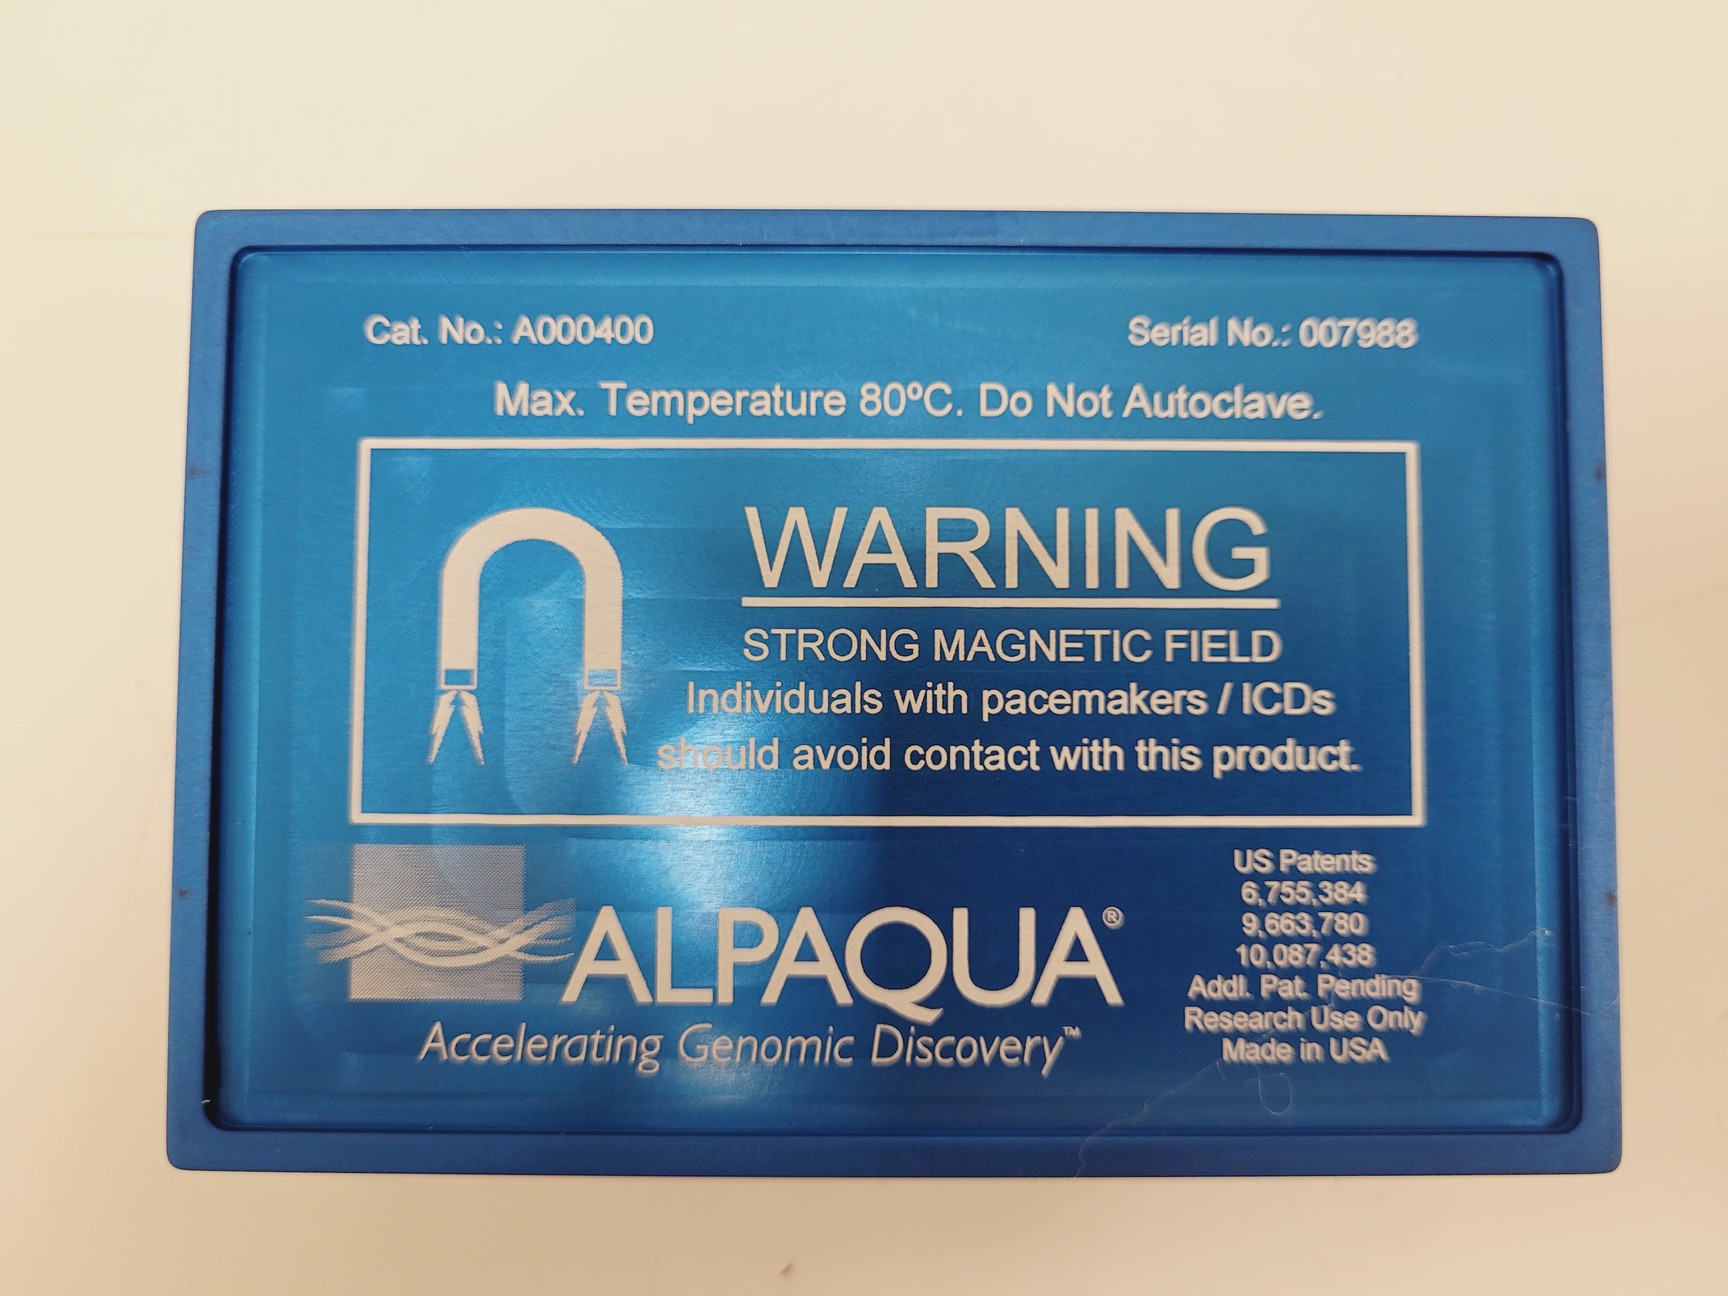 Cat. No.: A000400
Serial No.: 007988
Max. Temperature 80ºC. Do Not Autoclave.
WARNING
STRONG MAGNETIC FIELD
Individuals with pacemakers / ICDs
should avoid contact with this product.
ALPAQUA®
Accelerating Genomic Discovery™
US Patents
6,755,384
9,663,780
10,087,438
Addl. Pat. Pending
Research Use Only
Made in USA